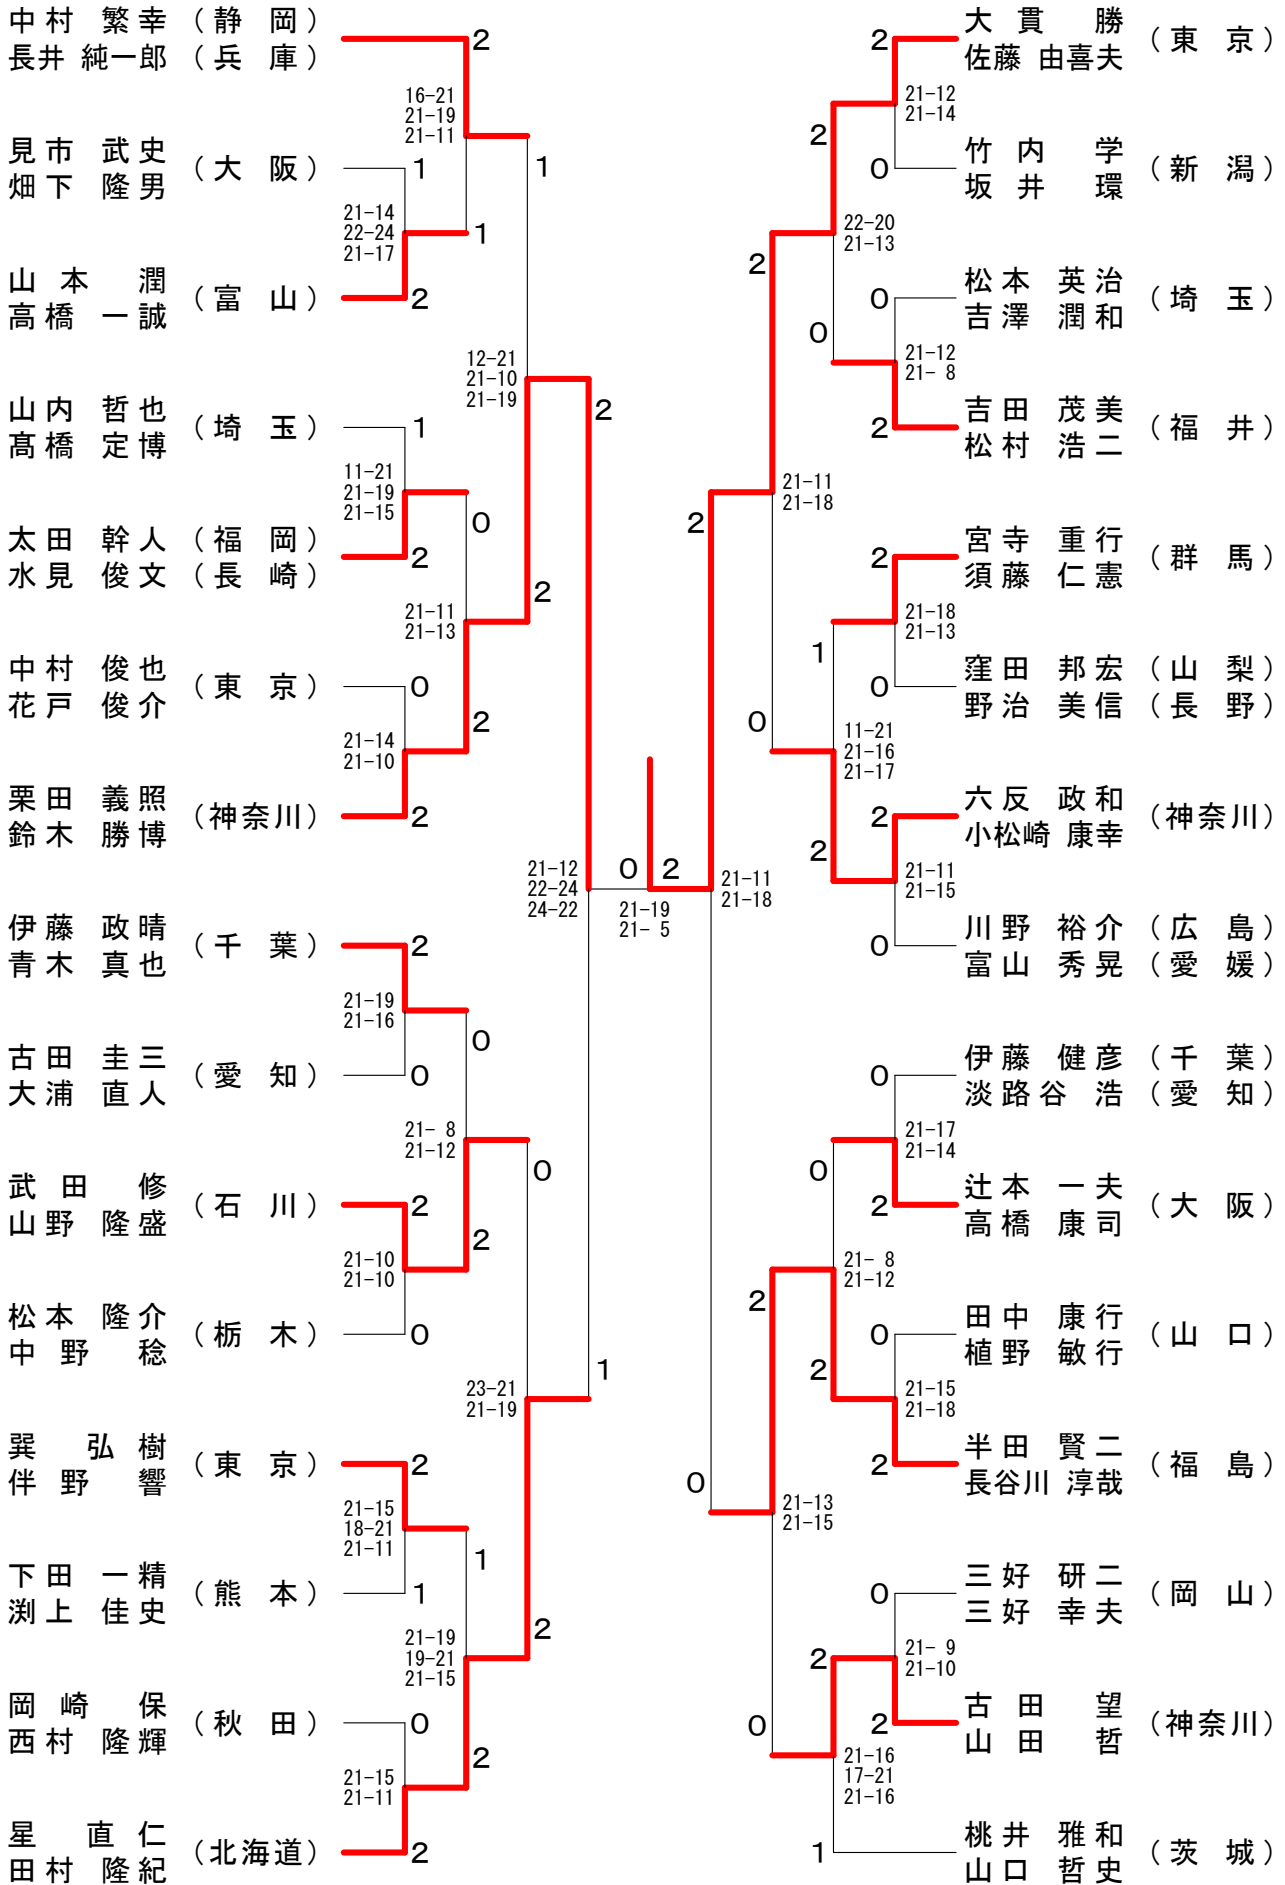 中村 繁幸 （静 岡）
長井 純一郎 （兵 庫）
2
16-21
21-19
21-11
見市 武史
畑下 隆男
（大 阪）
1
1
21-14
22-24
21-17
1
山本 潤
高橋 一誠
（富 山）
2
12-21
21-10
21-19
2
山内 哲也
髙橋 定博
（埼 玉）
1
11-21
21-19
21-15
0
太田 幹人 （福 岡）
水見 俊文 （長 崎）
2
2
21-11
21-13
中村 俊也
花戸 俊介
（東 京）
0
21-14
21-10
2
栗田 義照
鈴木 勝博
（神奈川）
2
21-12
22-24
24-22
0
2
21-19
21- 5
伊藤 政晴
青木 真也
（千 葉）
2
21-19
21-16
0
古田 圭三
大浦 直人
（愛 知）
0
21- 8
21-12
0
武田 修
山野 隆盛
（石 川）
2
21-10
21-10
2
松本 隆介
中野 稔
（栃 木）
0
1
23-21
21-19
巽 弘樹
伴野 響
（東 京）
2
21-15
18-21
21-11
1
下田 一精
渕上 佳史
（熊 本）
1
2
21-19
19-21
21-15
岡崎 保
西村 隆輝
（秋 田）
0
21-15
21-11
2
星 直仁
田村 隆紀
（北海道）
2
2
大貫 勝
佐藤 由喜夫
（東 京）
21-12
21-14
2
0
竹内 学
坂井 環
（新 潟）
22-20
21-13
2
0
松本 英治
吉澤 潤和
（埼 玉）
0
21-12
21- 8
2
吉田 茂美
松村 浩二
（福 井）
21-11
21-18
2
2
宮寺 重行
須藤 仁憲
（群 馬）
21-18
21-13
1
0
窪田 邦宏 （山 梨）
野治 美信 （長 野）
0
11-21
21-16
21-17
2
六反 政和
小松崎 康幸
（神奈川）
2
21-11
21-15
21-11
21-18
0
川野 裕介 （広 島）
富山 秀晃 （愛 媛）
0
伊藤 健彦 （千 葉）
淡路谷 浩 （愛 知）
21-17
21-14
0
2
辻本 一夫
高橋 康司
（大 阪）
21- 8
21-12
2
0
田中 康行
植野 敏行
（山 口）
2
21-15
21-18
2
半田 賢二
長谷川 淳哉
（福 島）
0
21-13
21-15
0
三好 研二
三好 幸夫
（岡 山）
2
21- 9
21-10
2
古田 望
山田 哲
（神奈川）
0
21-16
17-21
21-16
1
桃井 雅和
山口 哲史
（茨 城）